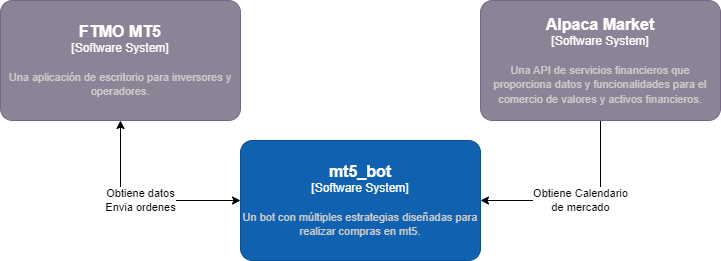 FTMO MT5
[Software System]
Una aplicación de escritorio para inversores y
operadores.
Alpaca Market
[Software System]
Una API de servicios financieros que
proporciona datos y funcionalidades para el
comercio de valores y activos financieros.
mt5_bot
[Software System]
Un bot con múltiples estrategias diseñadas para
realizar compras en mt5.
Obtiene datos
Envia ordenes
Obtiene Calendario
de mercado